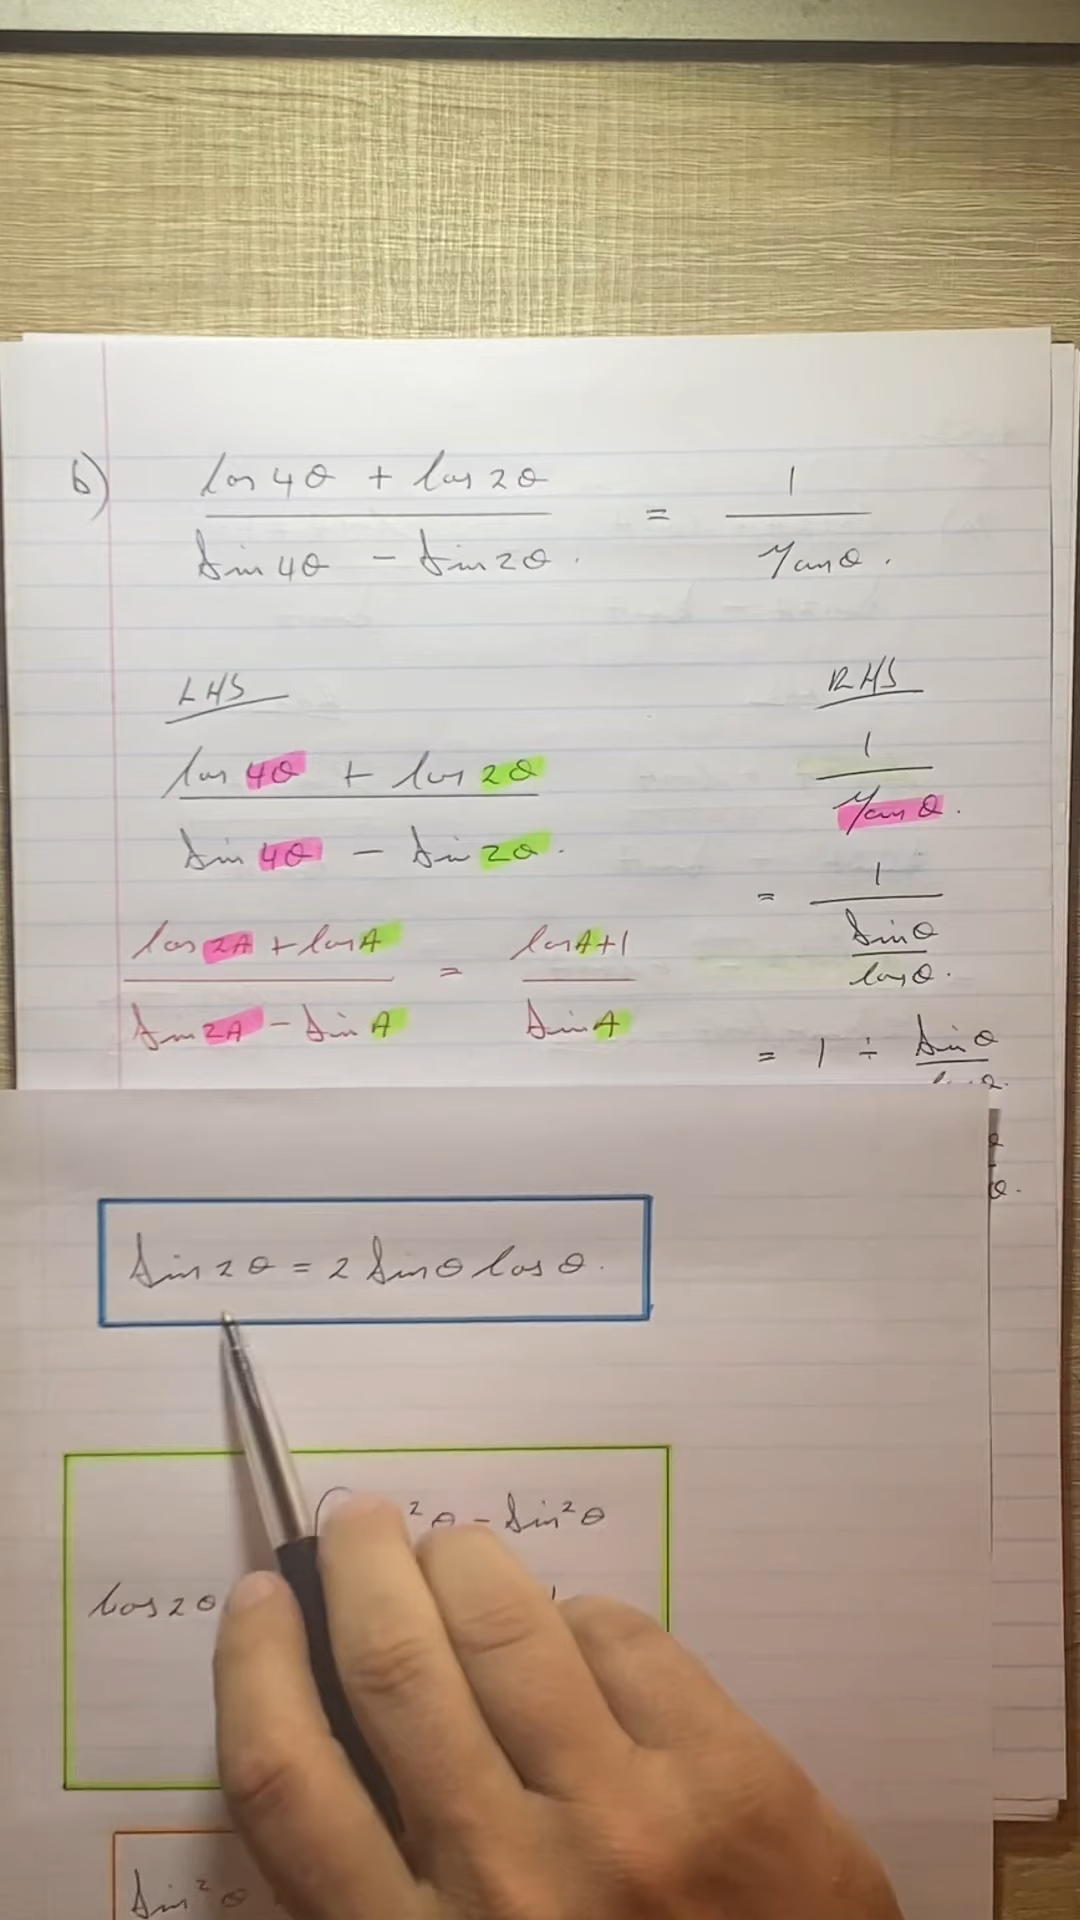 b) cos 4θ + cos 2θ / sin 4θ - sin 2θ. = 1 / tan θ.
LHS RHS
cos 4θ + cos 2θ / sin 4θ - sin 2θ. 1 / tan θ.
= 1 / sin θ / cos θ.
cos 2A + cos A / sin 2A - sin A = cos A + 1 / sin A
= 1 ÷ sin θ
sin 2θ = 2 sin θ cos θ.
²θ - sin²θ
cos 2θ
sin²θ